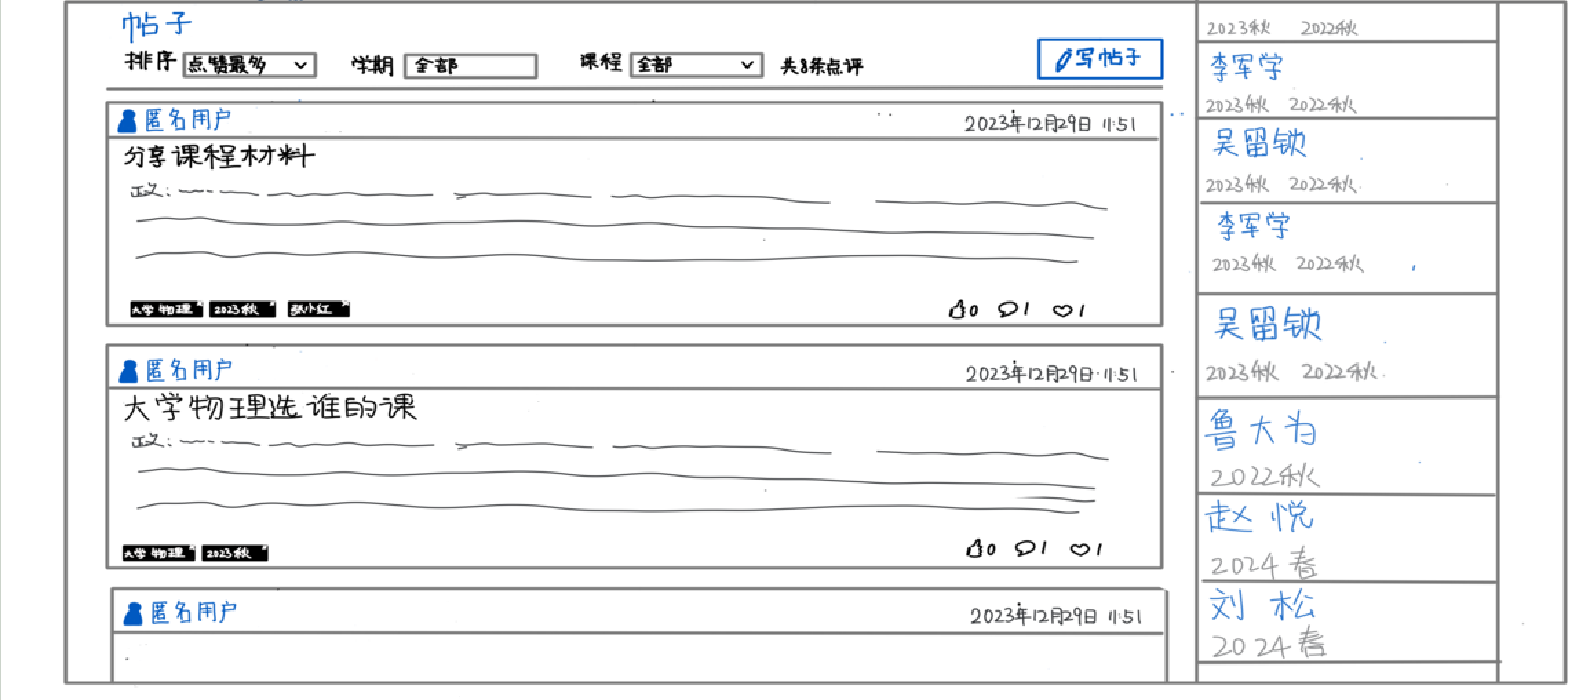 帖子
排序 点赞最多 学期 全部 课程 全部 共8条点评 写帖子
匿名用户 2023年12月29日 11:51
分享课程材料
正文:
大学物理 2023秋 张小红 0 1 1
匿名用户 2023年12月29日 11:51
大学物理选谁的课
正文:
大学物理 2023秋 0 1 1
匿名用户 2023年12月29日 11:51
2023秋 2022秋
李军学
2023秋 2022秋
吴留锁
2023秋 2022秋
李军学
2023秋 2022秋
吴留锁
2023秋 2022秋
鲁大为
2022秋
赵悦
2024春
刘松
2024春